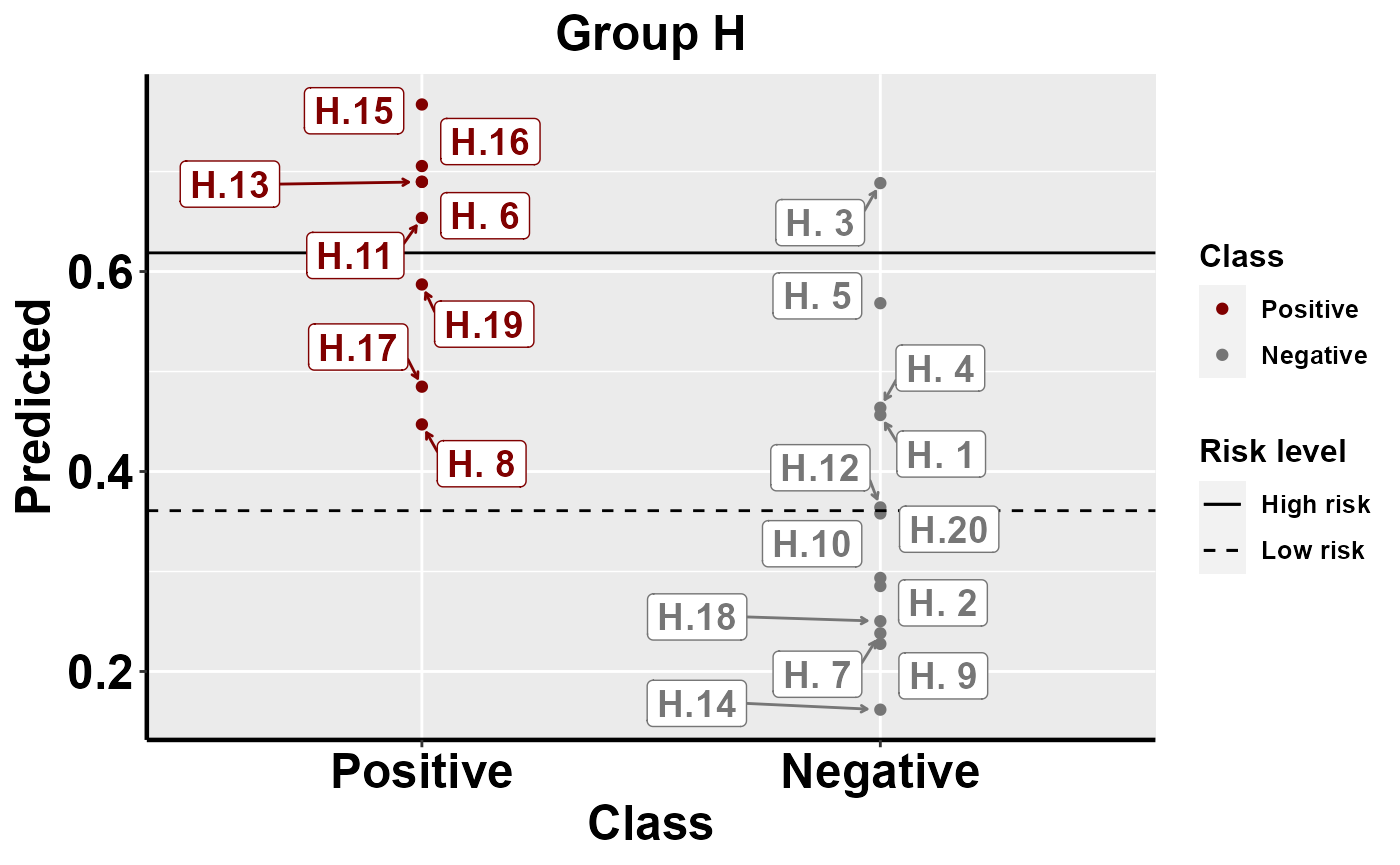 Group H
H.15
H.16
H.13
H. 6
H.11
H.19
H.17
H. 8
H. 3
H. 5
H. 4
H. 1
H.12
H.20
H.10
H. 2
H.18
H. 7
H. 9
H.14
0.6
0.4
0.2
Predicted
Positive
Negative
Class
Class
Positive
Negative
Risk level
High risk
Low risk